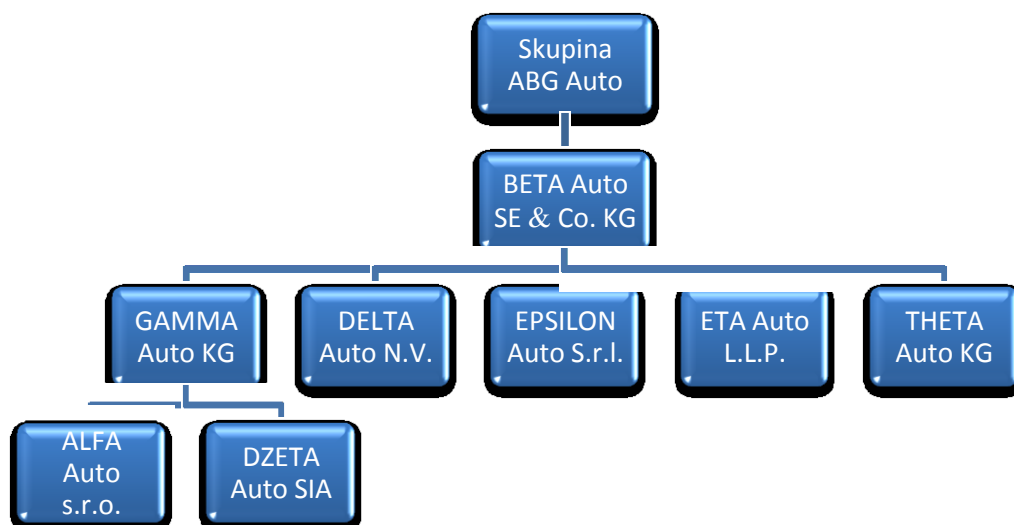 Skupina
ABG Auto
BETA Auto
SE & Co. KG
GAMMA
Auto KG
DELTA
Auto N.V.
EPSILON
Auto S.r.l.
ETA Auto
L.L.P.
THETA
Auto KG
ALFA
Auto
s.r.o.
DZETA
Auto SIA